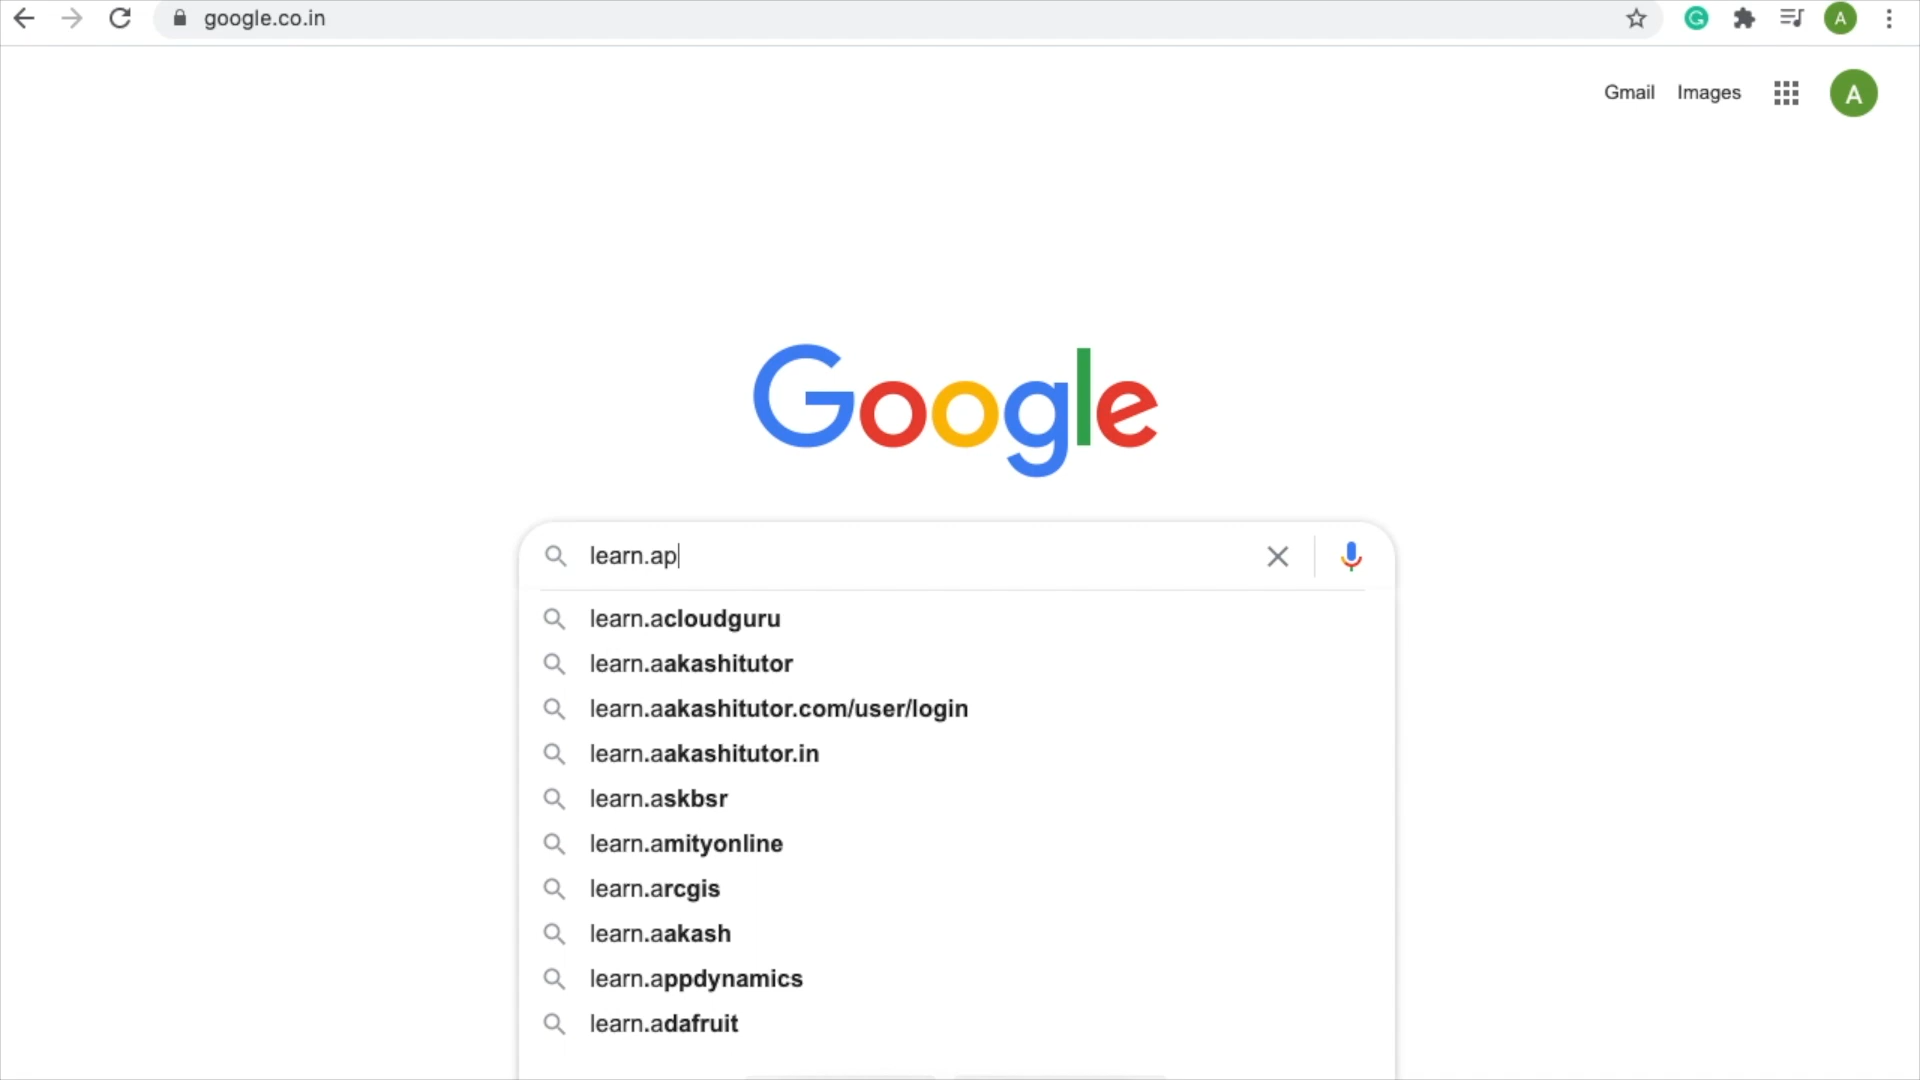 google.co.in
G
A
Gmail Images
A
Google
learn.ap
learn.acloudguru
learn.aakashitutor
learn.aakashitutor.com/user/login
learn.aakashitutor.in
learn.askbsr
learn.amityonline
learn.arcgis
learn.aakash
learn.appdynamics
learn.adafruit